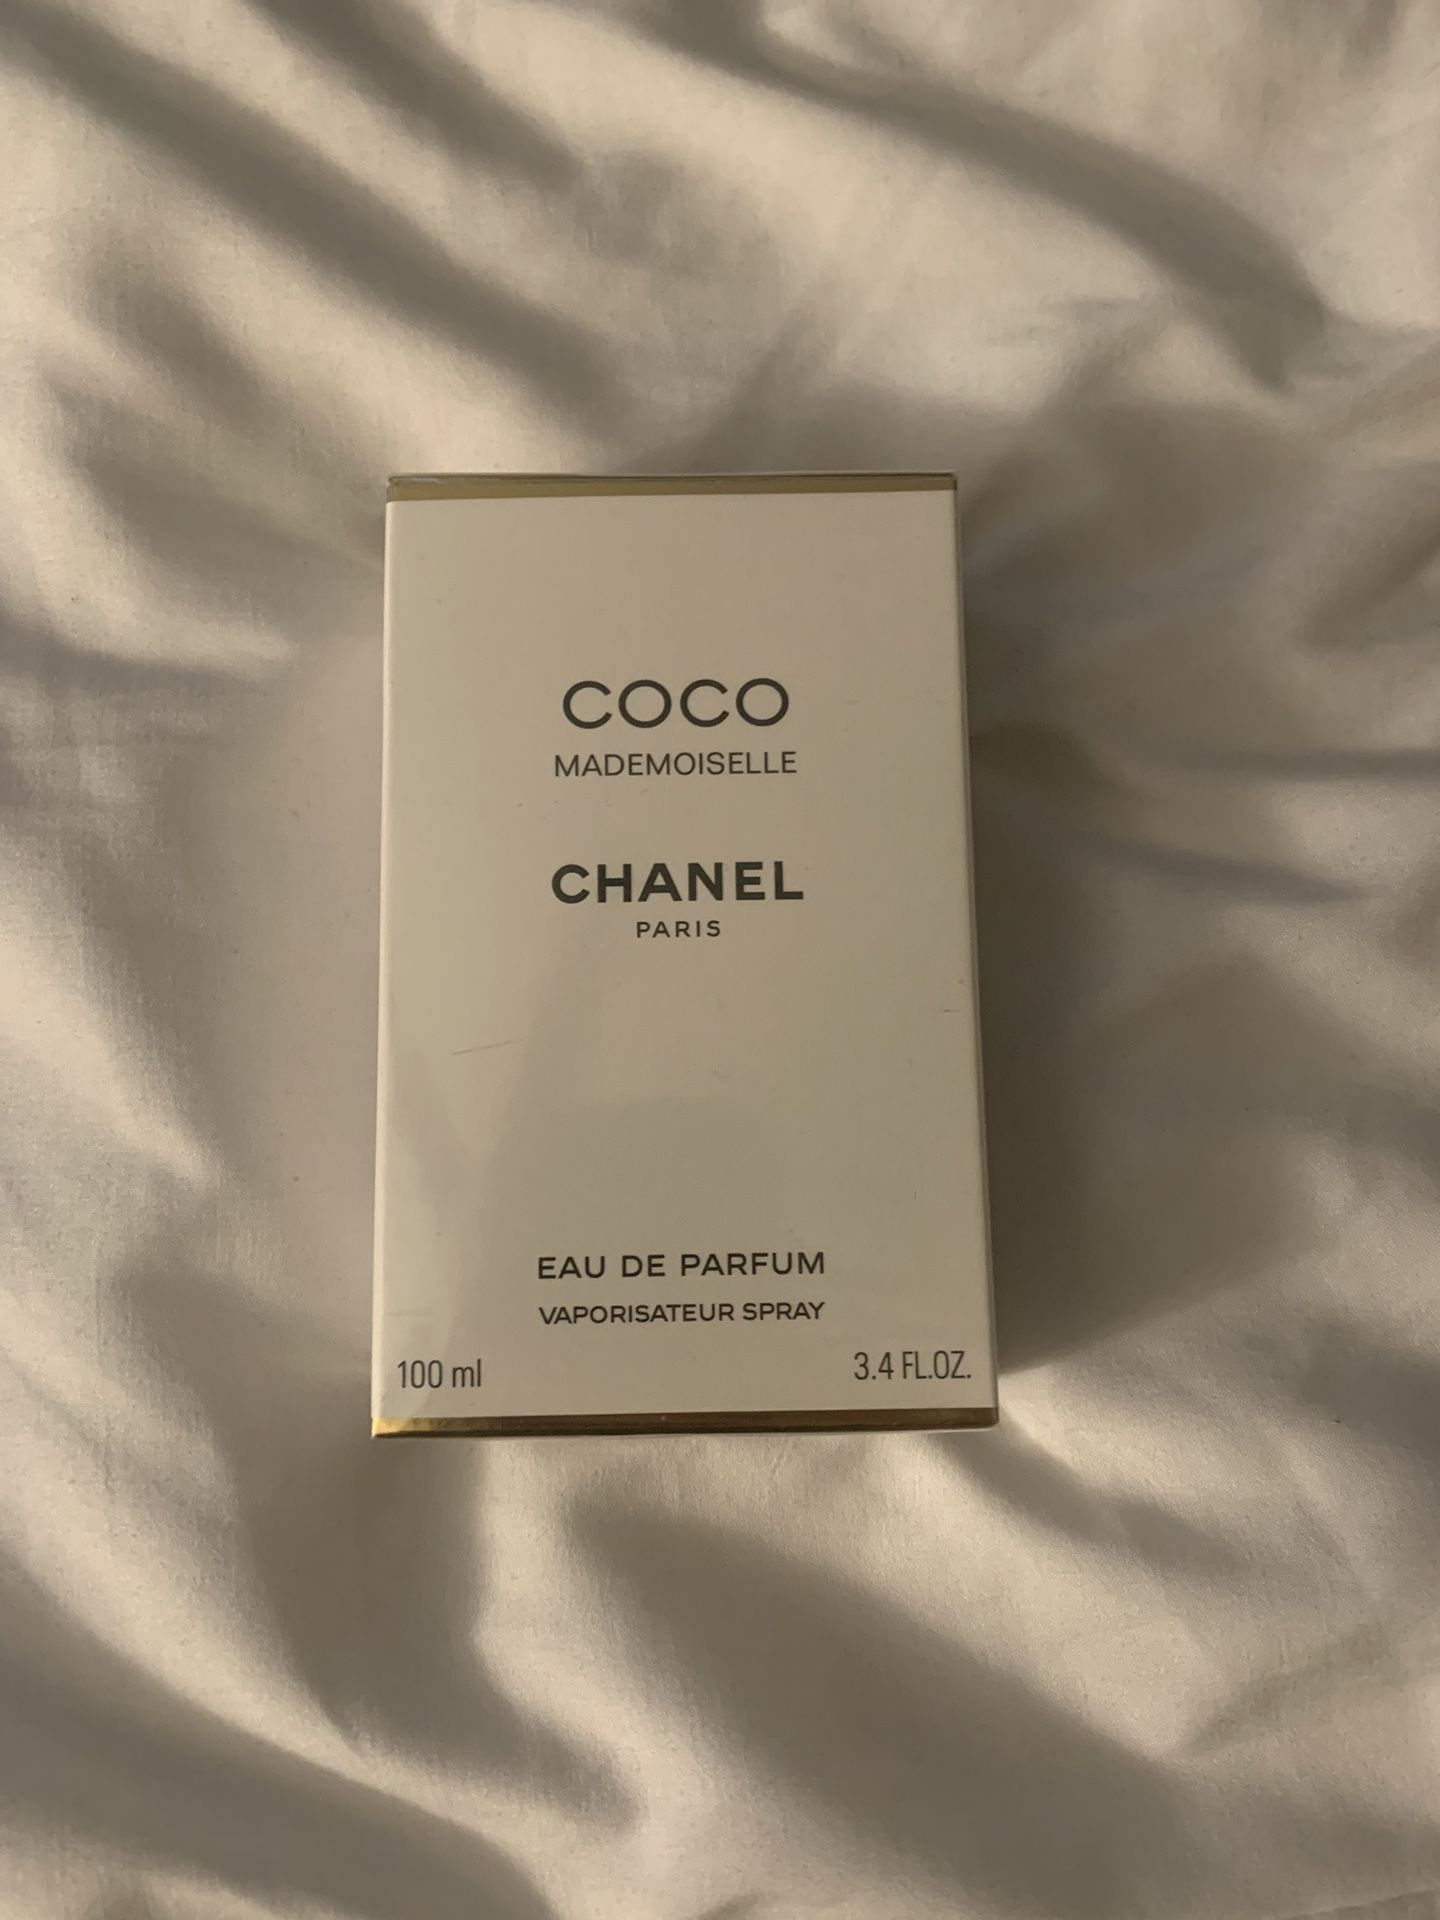 COCO
MADEMOISELLE
CHANEL
PARIS
EAU DE PARFUM
VAPORISATEUR SPRAY
100 ml 3.4 FL.OZ.